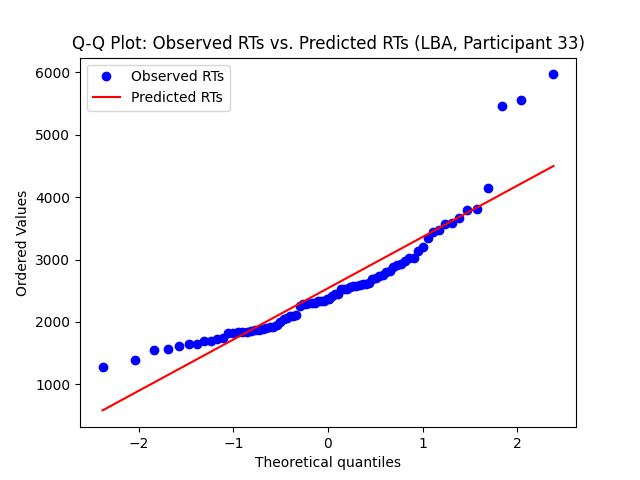 Q-Q Plot: Observed RTs vs. Predicted RTs (LBA, Participant 33)
Observed RTs
Predicted RTs
6000
5000
4000
3000
2000
1000
Ordered Values
−2
−1
0
1
2
Theoretical quantiles